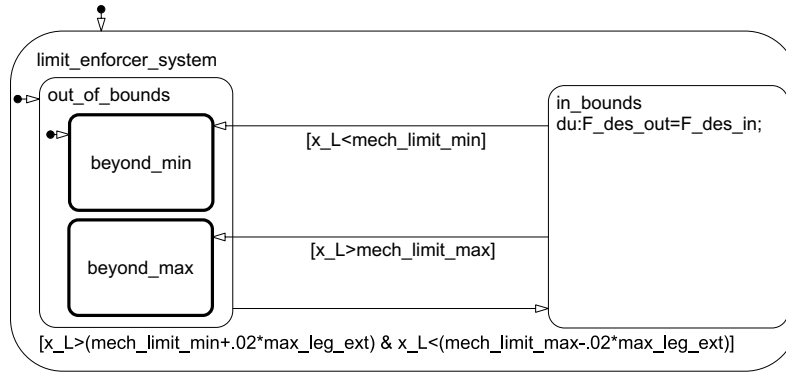 limit_enforcer_system
out_of_bounds
beyond_min
beyond_max
in_bounds
du:F_des_out=F_des_in;
[x_L<mech_limit_min]
[x_L>mech_limit_max]
[x_L>(mech_limit_min+.02*max_leg_ext) & x_L<(mech_limit_max-.02*max_leg_ext)]